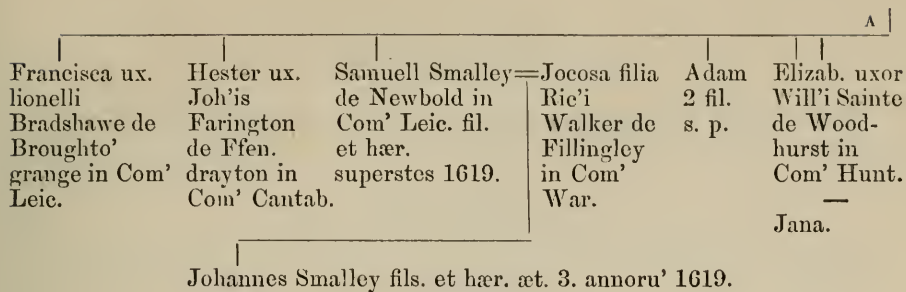 A
Francisca ux.
lionelli
Bradshawe de
Broughto'
grange in Com'
Leic.
Hester ux.
Joh'is
Farington
de Ffen.
drayton in
Com' Cantab.
Samuell Smalley=
de Newbold in
Com' Leic. fil.
et hær.
superstes 1619.
Jocosa filia
Ric'i
Walker de
Fillingley
in Com'
War.
Adam
2 fil.
s. p.
Elizab. uxor
Will'i Sainte
de Wood-
hurst in
Com' Hunt.
—
Jana.
Johannes Smalley fils. et hær. æt. 3. annoru' 1619.